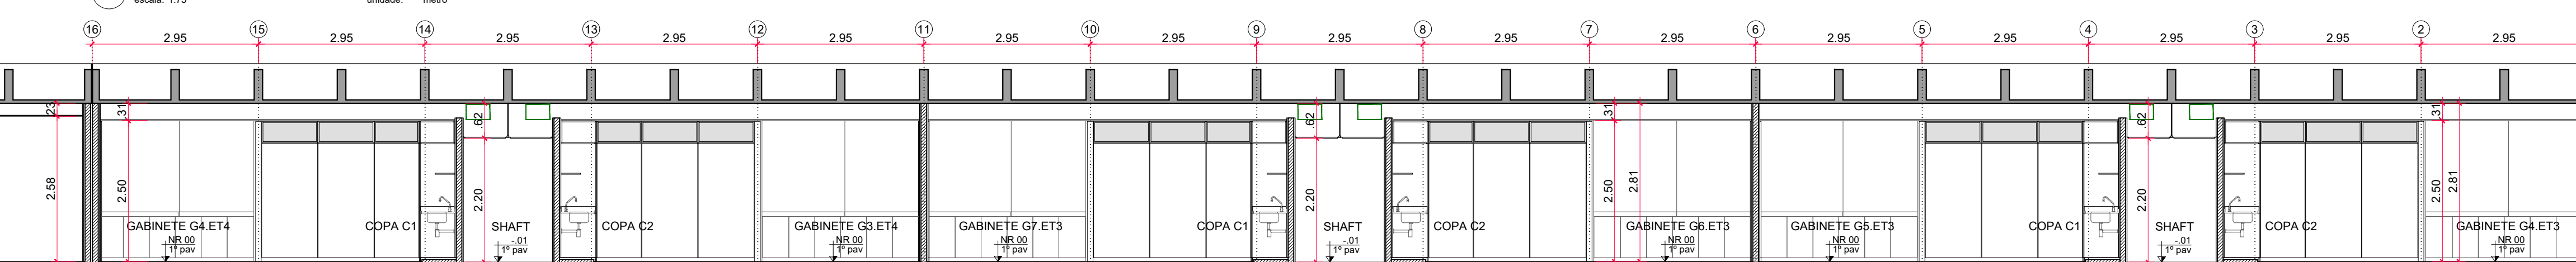 escala: 1:75 unidade: metro
16 15 14 13 12 11 10 9 8 7 6 5 4 3 2
2.95 2.95 2.95 2.95 2.95 2.95 2.95 2.95 2.95 2.95 2.95 2.95 2.95 2.95 2.95
.23 .31 .62 .62 .31 .62 .31
2.58 2.50 2.20 2.20 2.50 2.81 2.20 2.50 2.81
GABINETE G4.ET4 COPA C1 SHAFT COPA C2 GABINETE G3.ET4 GABINETE G7.ET3 COPA C1 SHAFT COPA C2 GABINETE G6.ET3 GABINETE G5.ET3 COPA C1 SHAFT COPA C2 GABINETE G4.ET3
NR 00 -.01 NR 00 NR 00 -.01 NR 00 NR 00 -.01 NR 00
1º pav 1º pav 1º pav 1º pav 1º pav 1º pav 1º pav 1º pav 1º pav